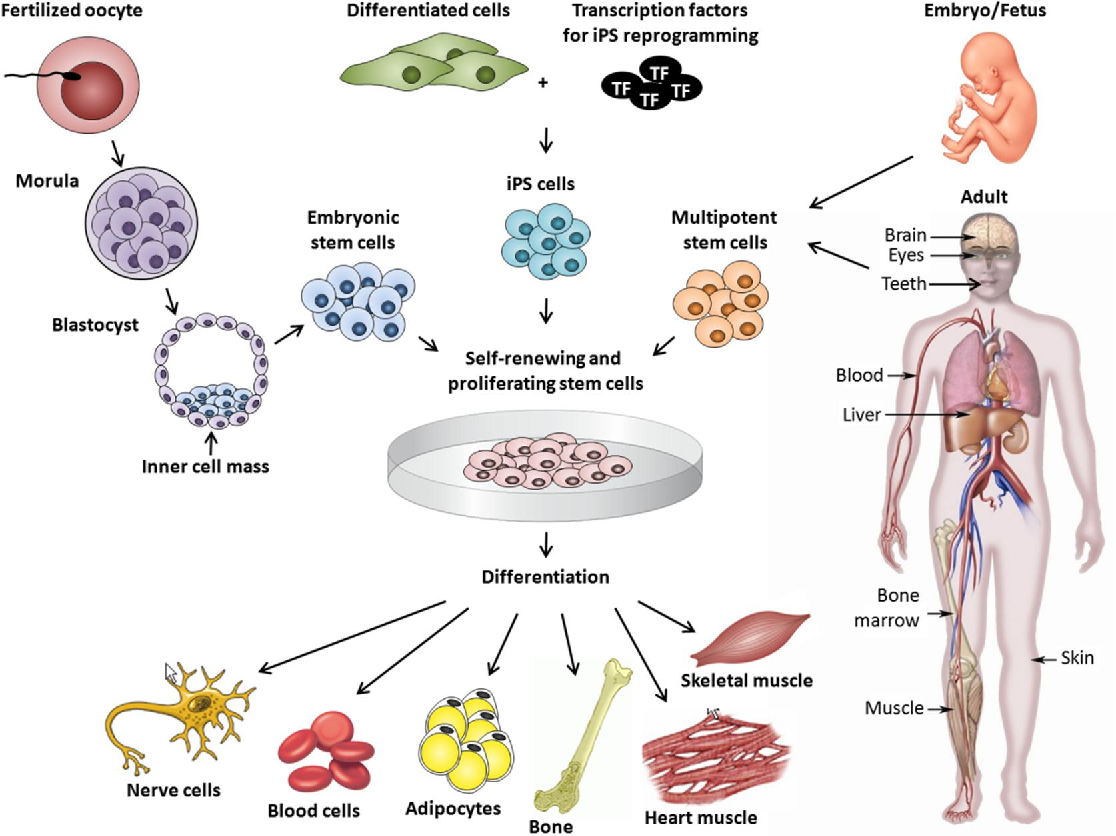 Fertilized oocyte
Differentiated cells
+
Transcription factors
for iPS reprogramming
TF
TF
TF
TF
Embryo/Fetus
Morula
iPS cells
Embryonic
stem cells
Multipotent
stem cells
Adult
Brain
Eyes
Teeth
Blastocyst
Inner cell mass
Self-renewing and
proliferating stem cells
Blood
Liver
Differentiation
Bone
marrow
Skin
Muscle
Nerve cells
Blood cells
Adipocytes
Bone
Heart muscle
Skeletal muscle